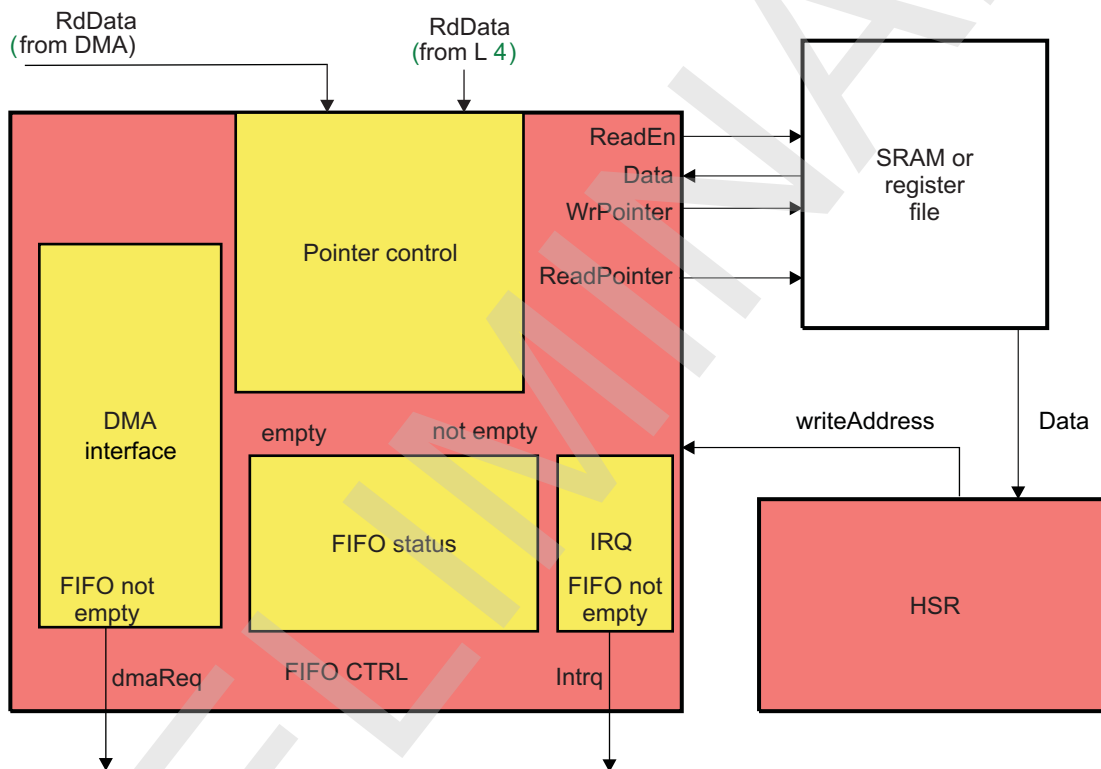 RdData
(from DMA)
RdData
(from L 4)
ReadEn
Data
WrPointer
ReadPointer
SRAM or
register
file
Pointer control
DMA
interface
empty
not empty
writeAddress
Data
FIFO status
IRQ
FIFO not
empty
FIFO not
empty
HSR
dmaReq
FIFO CTRL
Intrq